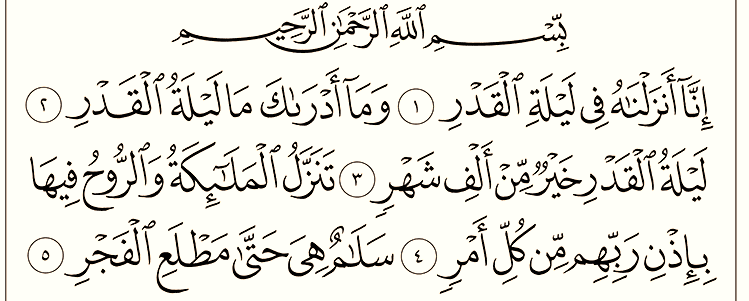 بِسْمِ ٱللَّهِ ٱلرَّحْمَٰنِ ٱلرَّحِيمِ
إِنَّآ أَنزَلْنَٰهُ فِى لَيْلَةِ ٱلْقَدْرِ ١ وَمَآ أَدْرَىٰكَ مَا لَيْلَةُ ٱلْقَدْرِ ٢
لَيْلَةُ ٱلْقَدْرِ خَيْرٌ مِّنْ أَلْفِ شَهْرٍ ٣ تَنَزَّلُ ٱلْمَلَٰٓئِكَةُ وَٱلرُّوحُ فِيهَا
بِإِذْنِ رَبِّهِم مِّن كُلِّ أَمْرٍ ٤ سَلَٰمٌ هِىَ حَتَّىٰ مَطْلَعِ ٱلْفَجْرِ ٥